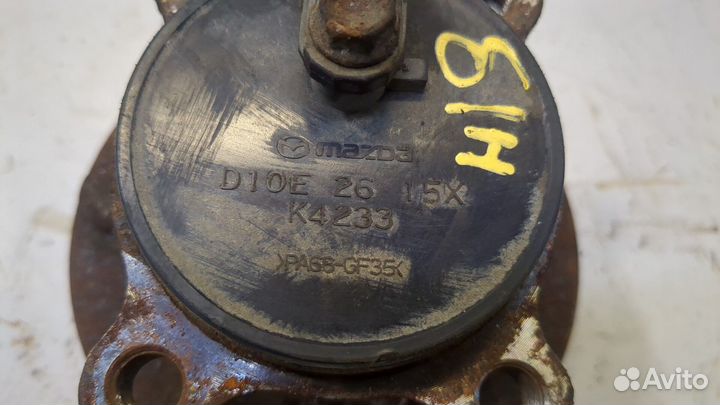 H19
mazda
D10E 26 15X
K4233
>PA66-GF35<
Avito